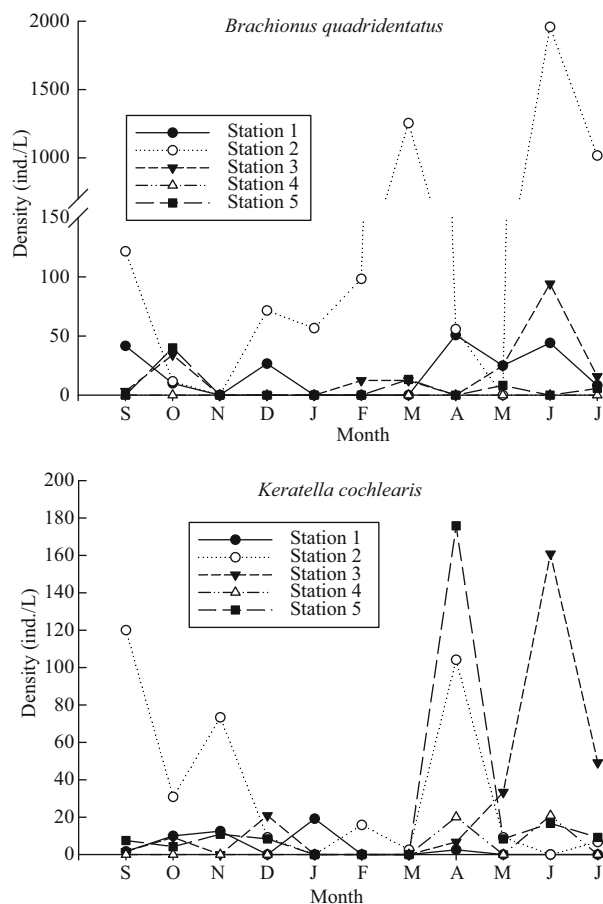 Brachionus quadridentatus
2000
1500
1000
150
100
50
0
Density (ind./L)
Station 1
Station 2
Station 3
Station 4
Station 5
S O N D J F M A M J J
Month
Keratella cochlearis
200
180
160
140
120
100
80
60
40
20
0
Density (ind./L)
Station 1
Station 2
Station 3
Station 4
Station 5
S O N D J F M A M J J
Month